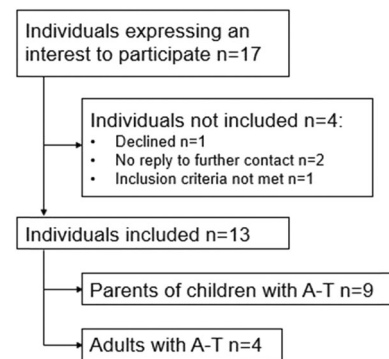 Individuals expressing an
interest to participate n=17
Individuals not included n=4:
• Declined n=1
• No reply to further contact n=2
• Inclusion criteria not met n=1
Individuals included n=13
Parents of children with A-T n=9
Adults with A-T n=4